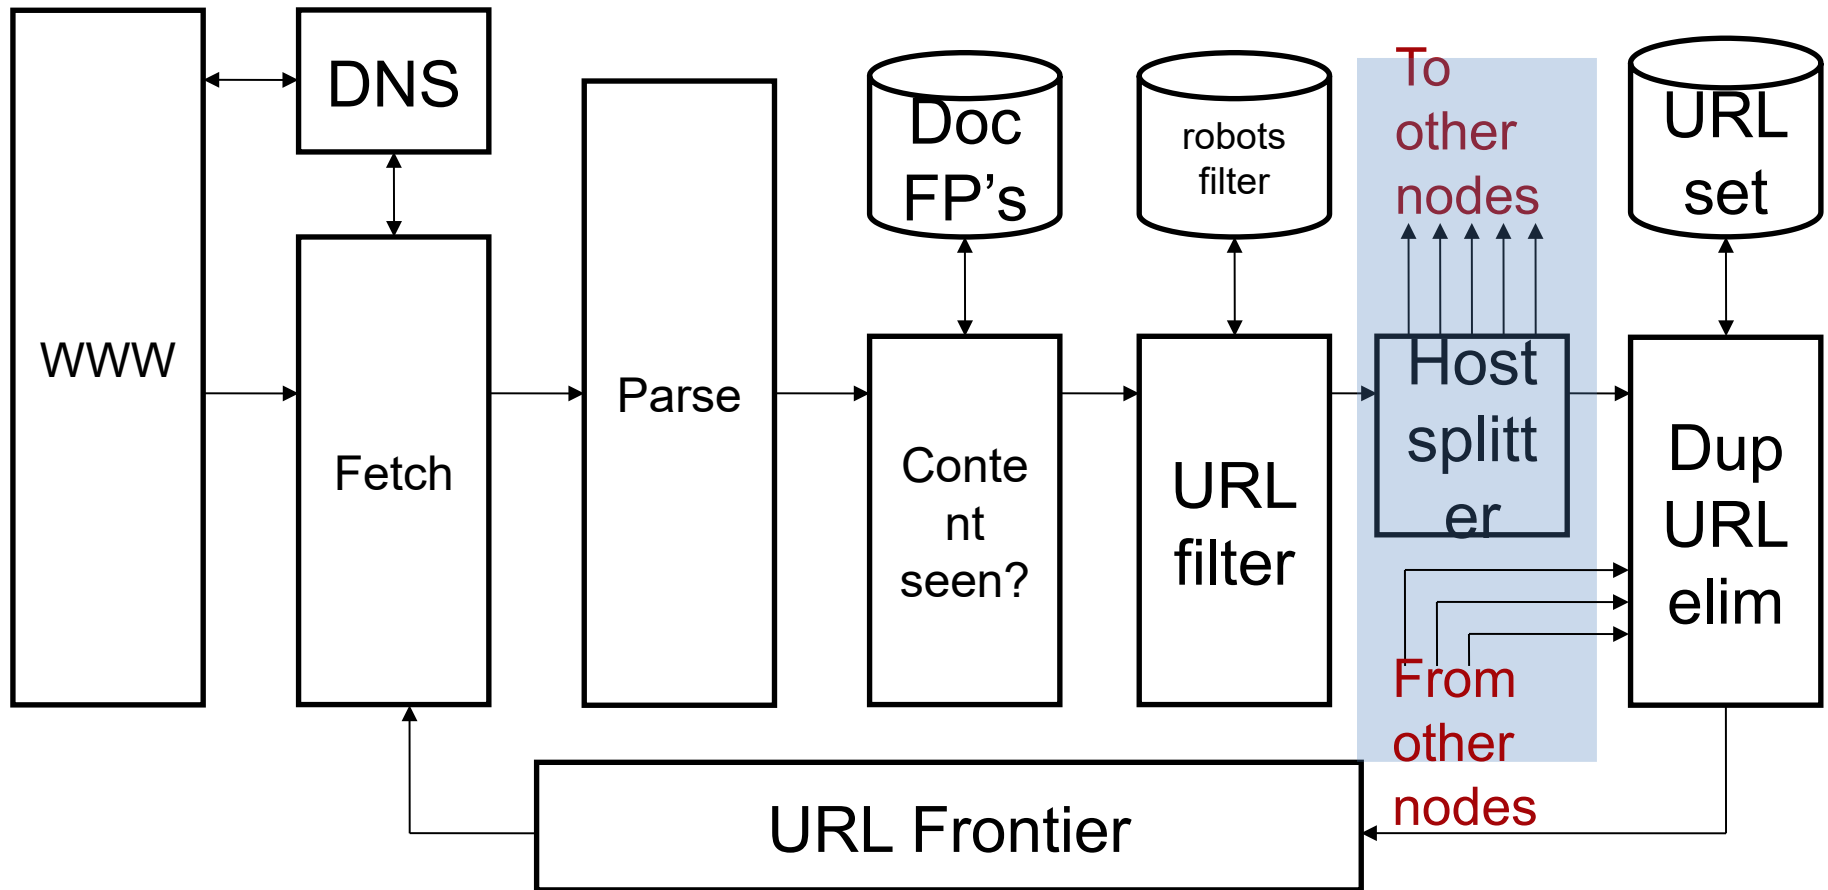 WWW
DNS
Fetch
Parse
Doc
FP’s
Conte
nt
seen?
robots
filter
URL
filter
To
other
nodes
Host
splitt
er
From
other
nodes
URL
set
Dup
URL
elim
URL Frontier